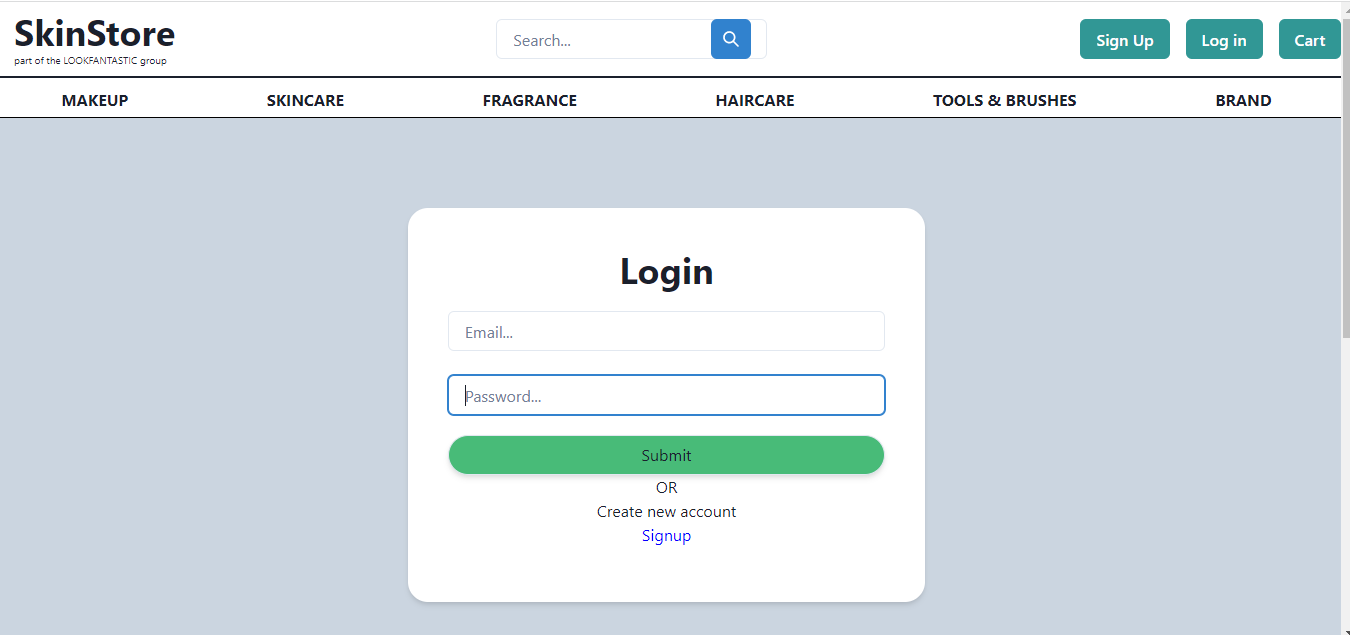 SkinStore
part of the LOOKFANTASTIC group
Search...
Sign Up
Log in
Cart
MAKEUP
SKINCARE
FRAGRANCE
HAIRCARE
TOOLS & BRUSHES
BRAND
Login
Email...
Password...
Submit
OR
Create new account
Signup